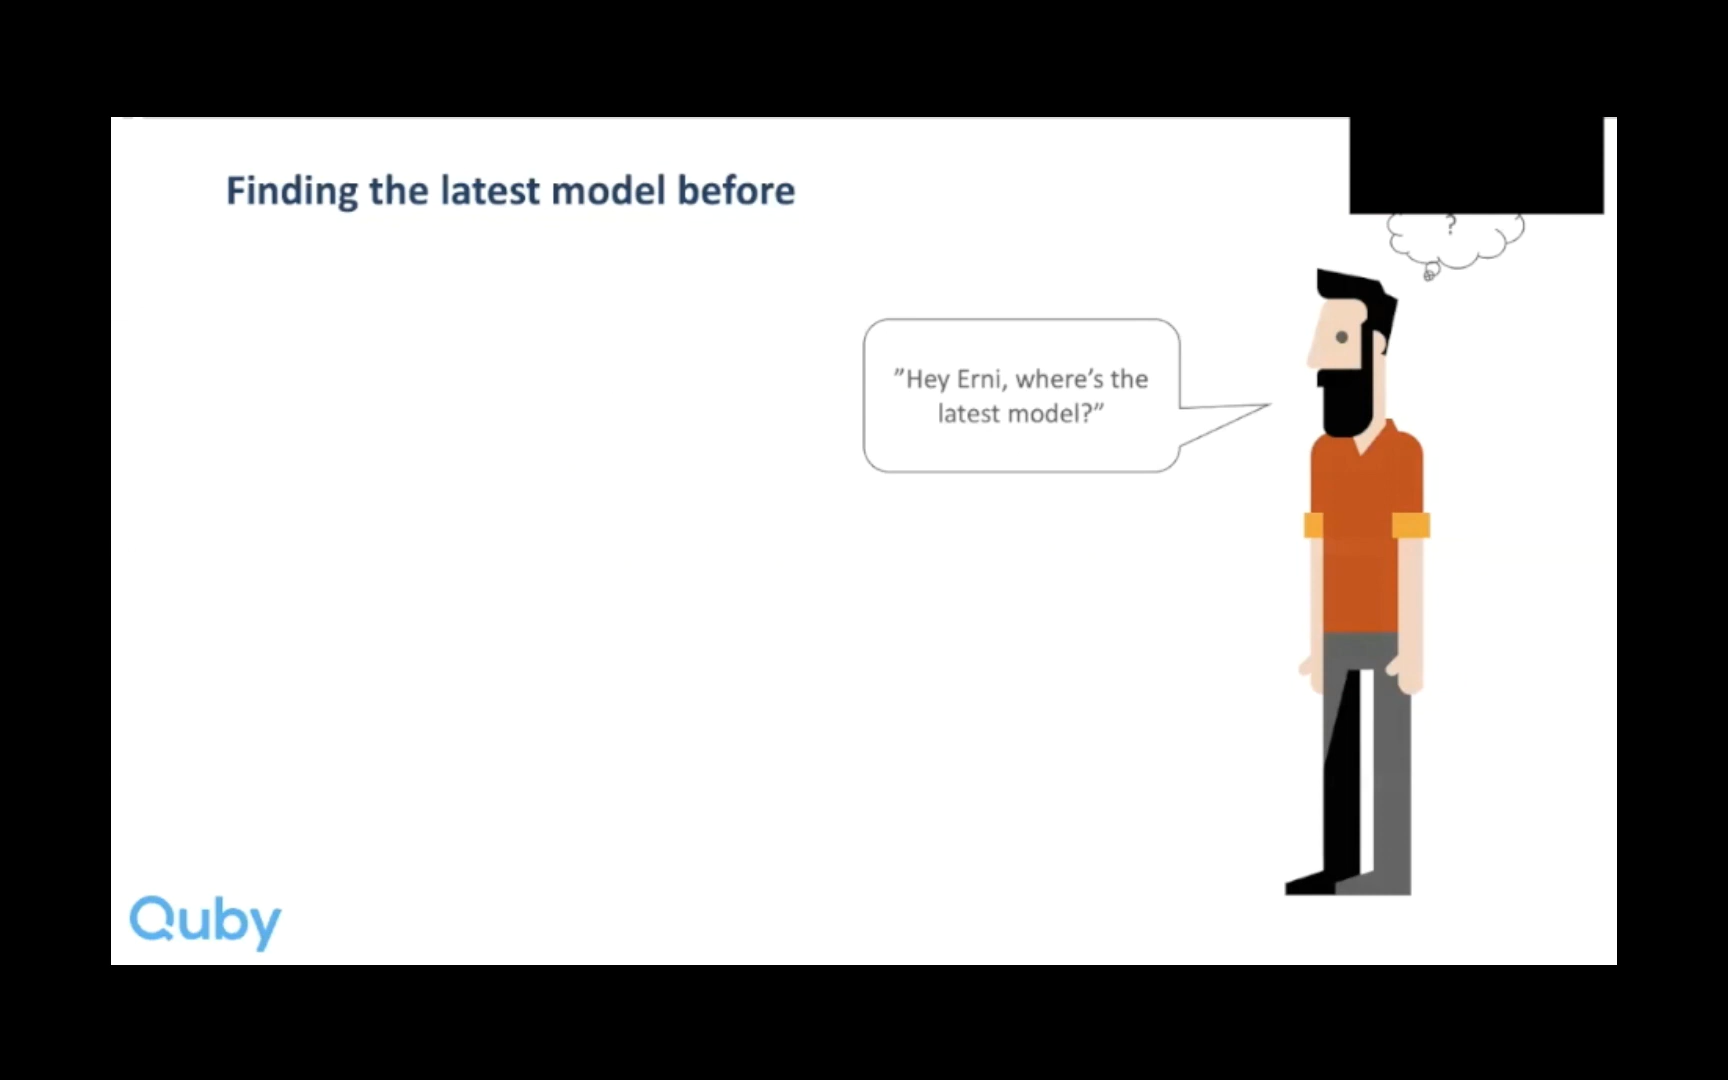 Finding the latest model before
?
”Hey Erni, where’s the
latest model?”
Quby